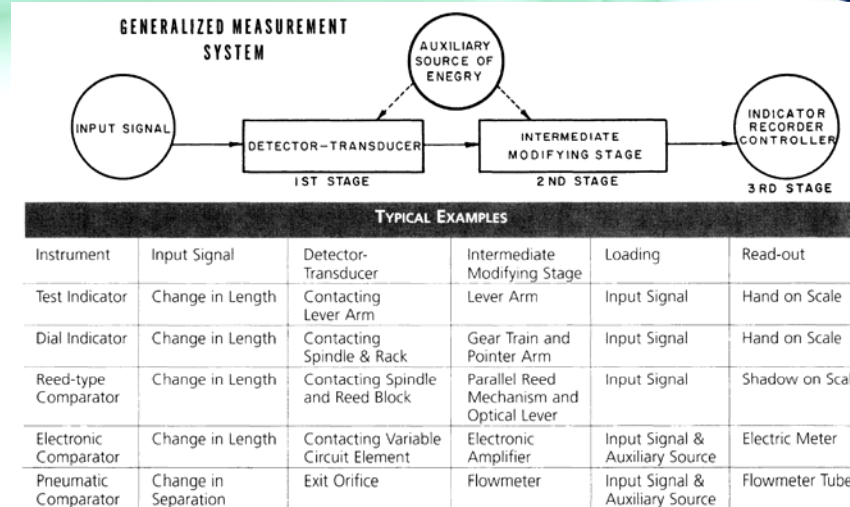 GENERALIZED MEASUREMENT
SYSTEM
AUXILIARY
SOURCE OF
ENEGRY
INPUT SIGNAL
DETECTOR-TRANSDUCER
INTERMEDIATE
MODIFYING STAGE
INDICATOR
RECORDER
CONTROLLER
1ST STAGE
2ND STAGE
3RD STAGE
TYPICAL EXAMPLES
Instrument Input Signal Detector- Intermediate Loading Read-out
Transducer Modifying Stage
Test Indicator Change in Length Contacting Lever Arm Input Signal Hand on Scale
Lever Arm
Dial Indicator Change in Length Contacting Gear Train and Input Signal Hand on Scale
Spindle & Rack Pointer Arm
Reed-type Change in Length Contacting Spindle Parallel Reed Input Signal Shadow on Scal
Comparator and Reed Block Mechanism and
Optical Lever
Electronic Change in Length Contacting Variable Electronic Input Signal & Electric Meter
Comparator Circuit Element Amplifier Auxiliary Source
Pneumatic Change in Exit Orifice Flowmeter Input Signal & Flowmeter Tube
Comparator Separation Auxiliary Source